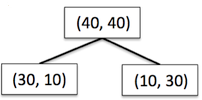 (40, 40)
(30, 10)
(10, 30)